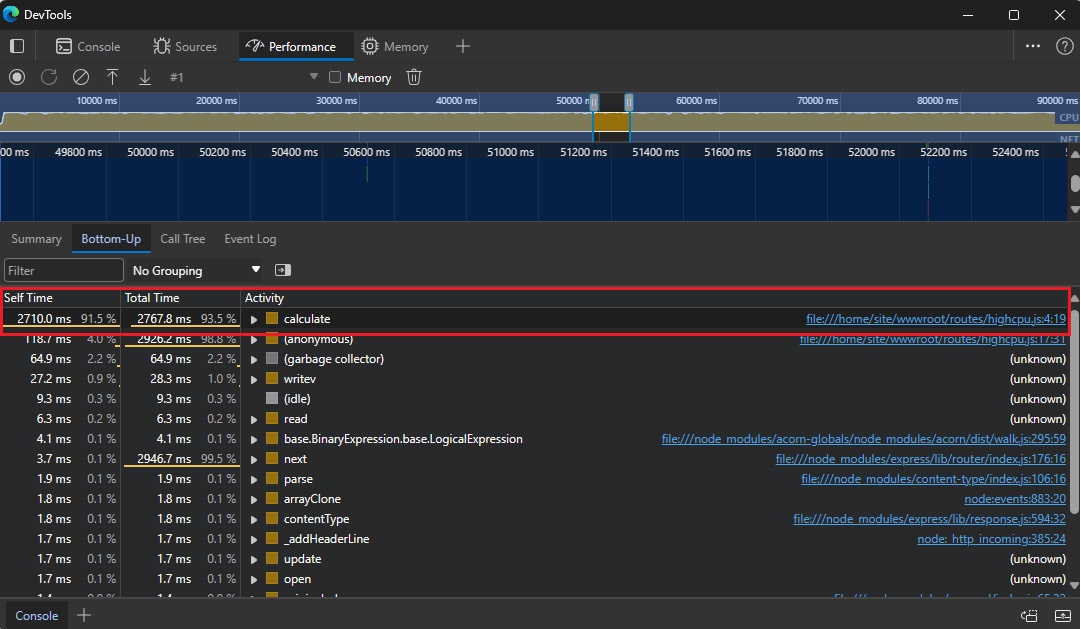 DevTools
Console Sources Performance Memory
#1 Memory
10000 ms 20000 ms 30000 ms 40000 ms 50000 60000 ms 70000 ms 80000 ms 90000 ms
CPU
NET
00 ms 49800 ms 50000 ms 50200 ms 50400 ms 50600 ms 50800 ms 51000 ms 51200 ms 51400 ms 51600 ms 51800 ms 52000 ms 52200 ms 52400 ms
Summary Bottom-Up Call Tree Event Log
Filter No Grouping
Self Time Total Time Activity
2710.0 ms 91.5 % 2767.8 ms 93.5 % calculate file:///home/site/wwwroot/routes/highcpu.js:4:19
118.7 ms 4.0 % 2926.2 ms 98.8 % (anonymous) file:///home/site/wwwroot/routes/highcpu.js:17:31
64.9 ms 2.2 % 64.9 ms 2.2 % (garbage collector) (unknown)
27.2 ms 0.9 % 28.3 ms 1.0 % writev (unknown)
9.3 ms 0.3 % 9.3 ms 0.3 % (idle) (unknown)
6.3 ms 0.2 % 6.3 ms 0.2 % read (unknown)
4.1 ms 0.1 % 4.1 ms 0.1 % base.BinaryExpression.base.LogicalExpression file:///node_modules/acorn-globals/node_modules/acorn/dist/walk.js:295:59
3.7 ms 0.1 % 2946.7 ms 99.5 % next file:///node_modules/express/lib/router/index.js:176:16
1.9 ms 0.1 % 1.9 ms 0.1 % parse file:///node_modules/content-type/index.js:106:16
1.8 ms 0.1 % 1.8 ms 0.1 % arrayClone node:events:883:20
1.8 ms 0.1 % 1.8 ms 0.1 % contentType file:///node_modules/express/lib/response.js:594:32
1.7 ms 0.1 % 1.7 ms 0.1 % _addHeaderLine node:_http_incoming:385:24
1.7 ms 0.1 % 1.7 ms 0.1 % update (unknown)
1.7 ms 0.1 % 1.7 ms 0.1 % open (unknown)
Console